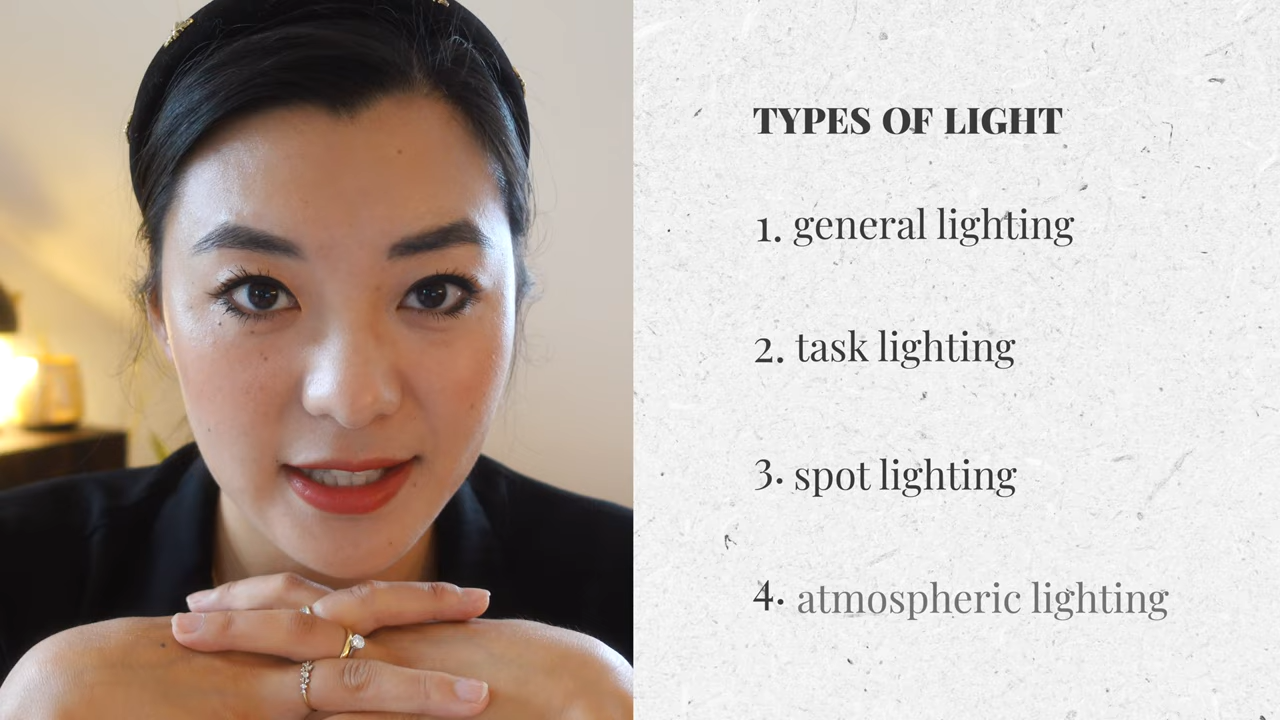 TYPES OF LIGHT
1. general lighting
2. task lighting
3. spot lighting
4. atmospheric lighting